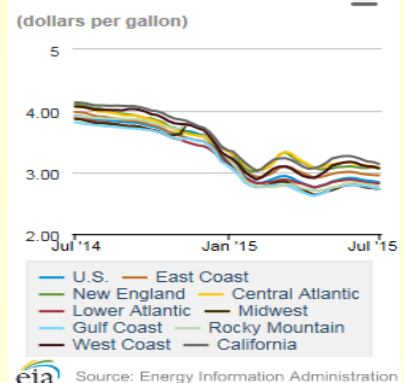 (dollars per gallon)
5
4.00
3.00
2.00
Jul '14 Jan '15 Jul '15
U.S. East Coast
New England Central Atlantic
Lower Atlantic Midwest
Gulf Coast Rocky Mountain
West Coast California
eia Source: Energy Information Administration